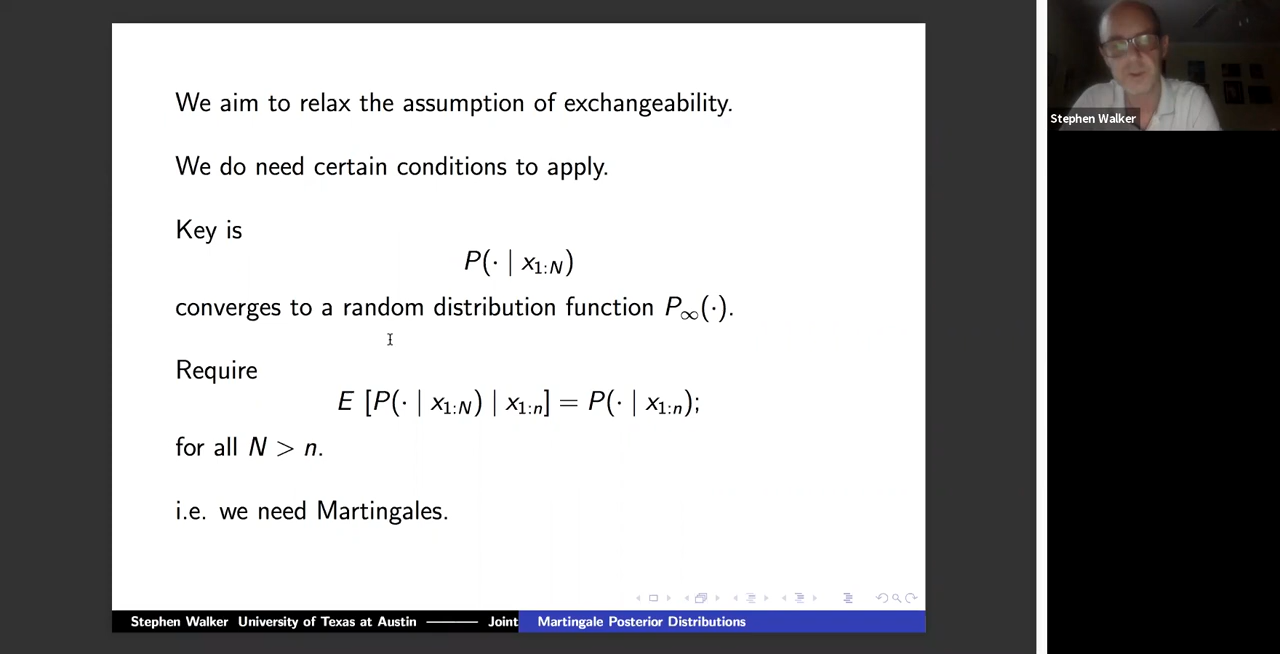 We aim to relax the assumption of exchangeability.
We do need certain conditions to apply.
Key is
P(· | x₁:N)
converges to a random distribution function P∞(·).
Require
E [P(· | x₁:N) | x₁:n] = P(· | x₁:n);
for all N > n.
i.e. we need Martingales.
Stephen Walker University of Texas at Austin ——— Joint Martingale Posterior Distributions
Stephen Walker